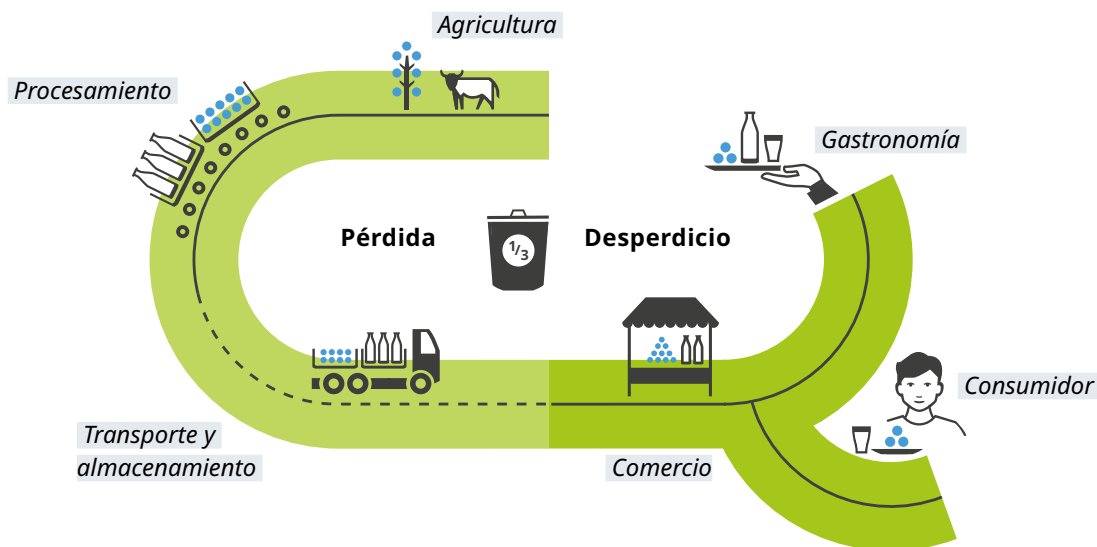 Agricultura
Procesamiento
Gastronomía
Pérdida
1/3
Desperdicio
Consumidor
Transporte y
almacenamiento
Comercio